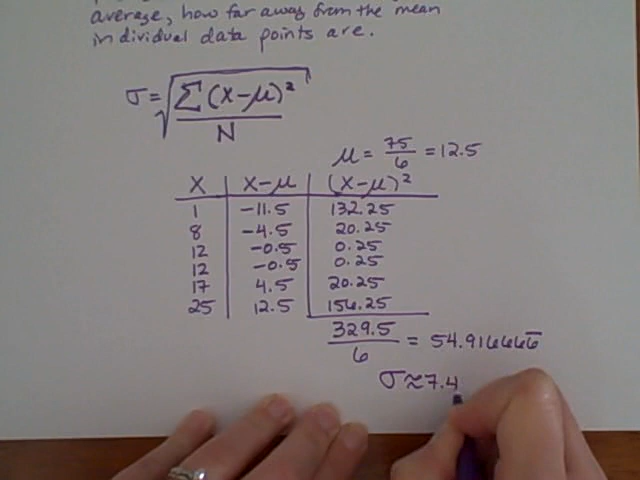 average, how far away from the mean
individual data points are.
σ = √ Σ(X-μ)²
N
μ = 75/6 = 12.5
X | X-μ | (X-μ)²
1 | -11.5 | 132.25
8 | -4.5 | 20.25
12 | -0.5 | 0.25
12 | -0.5 | 0.25
17 | 4.5 | 20.25
25 | 12.5 | 156.25
329.5/6 = 54.916666̅
σ ≈ 7.4